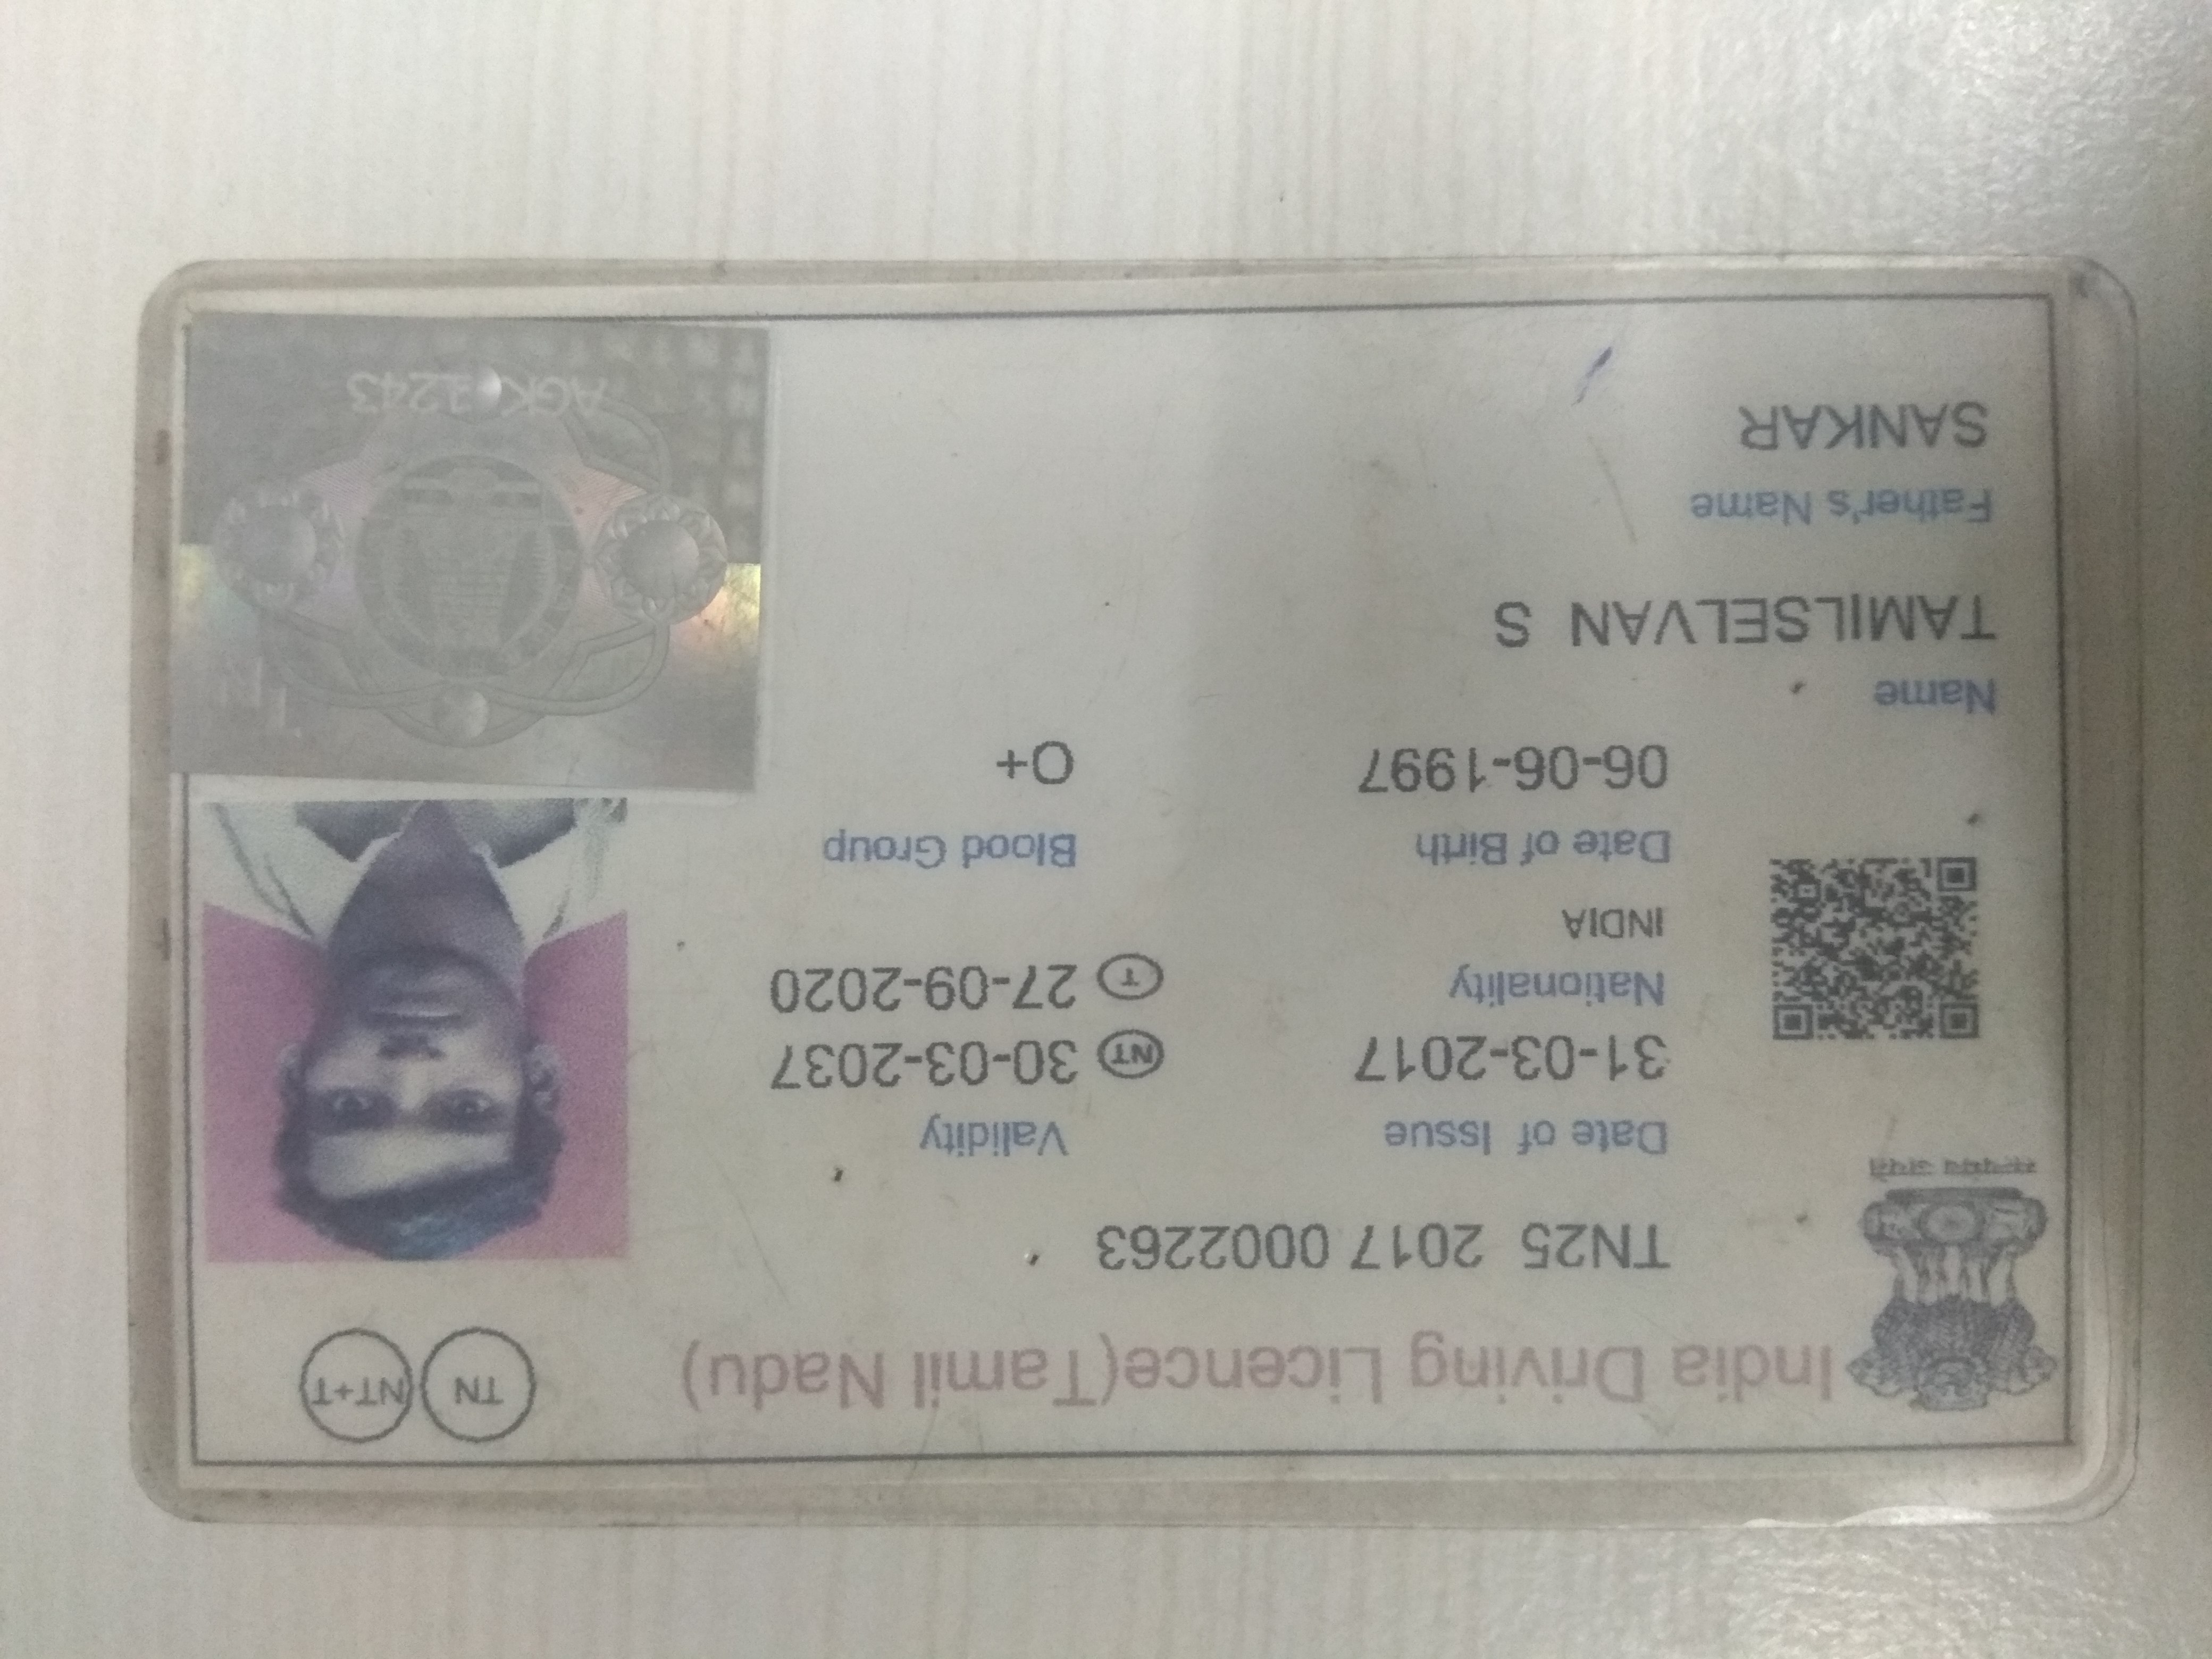 India Driving Licence(Tamil Nadu)
TN
NT+T
TN25 2017 0002263
Date of Issue
Validity
31-03-2017
NT 30-03-2037
Nationality
T 27-09-2020
INDIA
Date of Birth
Blood Group
06-06-1997
O+
Name
TAMILSELVAN S
Father's Name
SANKAR
AGK 1243